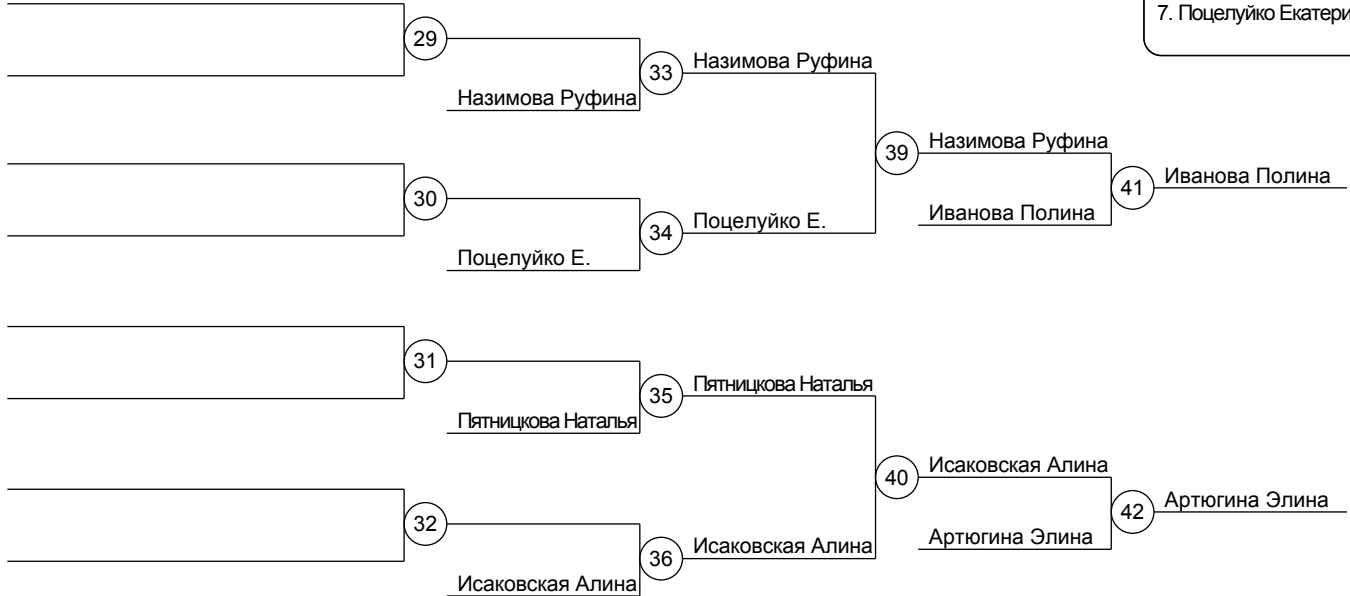 7. Поцелуйко
29
33
Назимова Руфина
Назимова Руфина
39
Назимова Руфина
30
41
Иванова Полина
34
Поцелуйко Е.
Иванова Полина
Поцелуйко Е.
31
35
Пятницкова Наталья
Пятницкова Наталья
40
Исаковская Алина
32
42
Артюгина Элина
36
Исаковская Алина
Артюгина Элина
Исаковская Алина